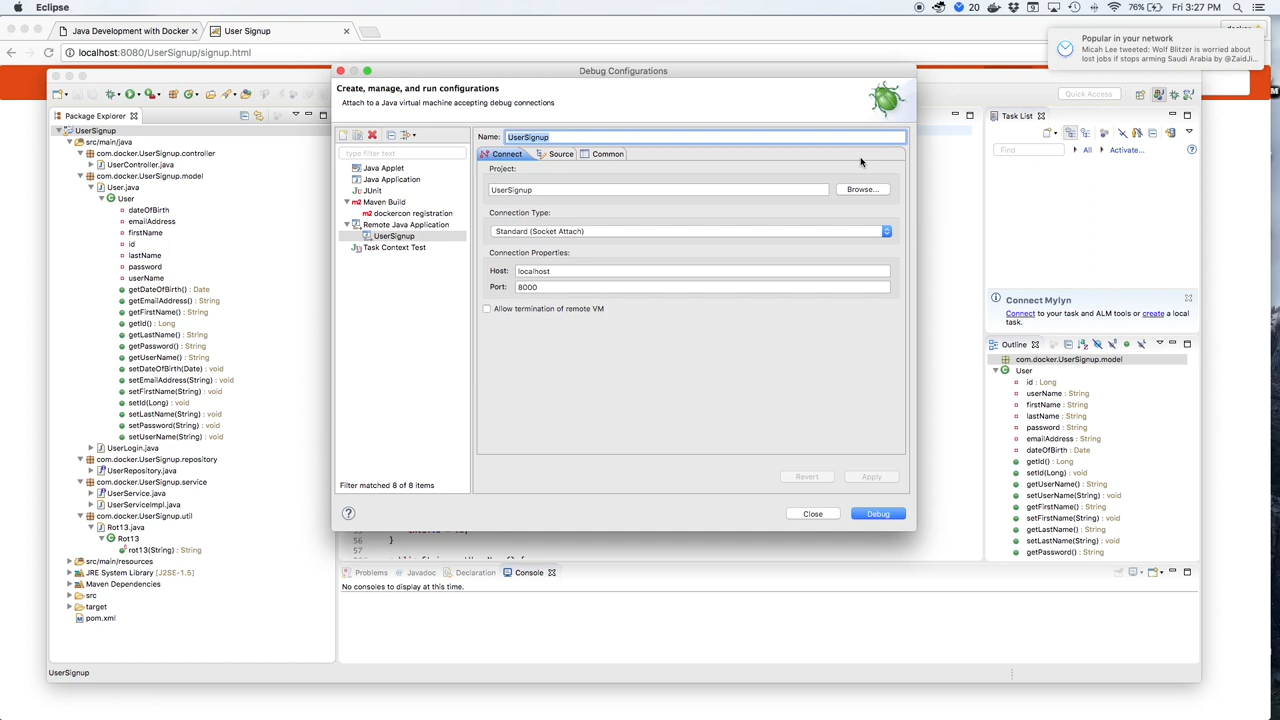 Eclipse
20
76%
Fri 3:27 PM
Java Development with Docker
User Signup
docker
localhost:8080/UserSignup/signup.html
Popular in your network
Micah Lee tweeted: Wolf Blitzer is worried about
lost jobs if stops arming Saudi Arabia by @ZaidJi...
Debug Configurations
Create, manage, and run configurations
Attach to a Java virtual machine accepting debug connections
Quick Access
Package Explorer
UserSignup
src/main/java
com.docker.UserSignup.controller
UserController.java
com.docker.UserSignup.model
User.java
User
dateOfBirth
emailAddress
firstName
id
lastName
password
userName
getDateOfBirth() : Date
getEmailAddress() : String
getFirstName() : String
getId() : Long
getLastName() : String
getPassword() : String
getUserName() : String
setDateOfBirth(Date) : void
setEmailAddress(String) : void
setFirstName(String) : void
setId(Long) : void
setLastName(String) : void
setPassword(String) : void
setUserName(String) : void
UserLogin.java
com.docker.UserSignup.repository
UserRepository.java
com.docker.UserSignup.service
UserService.java
UserServiceImpl.java
com.docker.UserSignup.util
Rot13.java
Rot13
rot13(String) : String
src/main/resources
JRE System Library [J2SE-1.5]
Maven Dependencies
src
target
pom.xml
type filter text
Java Applet
Java Application
JUnit
Maven Build
dockercon registration
Remote Java Application
UserSignup
Task Context Test
Filter matched 8 of 8 items
Name: UserSignup
Connect
Source
Common
Project:
UserSignup
Browse...
Connection Type:
Standard (Socket Attach)
Connection Properties:
Host: localhost
Port: 8000
Allow termination of remote VM
Revert
Apply
Close
Debug
56 }
57
Problems
Javadoc
Declaration
Console
No consoles to display at this time.
Task List
Find
All
Activate...
Connect Mylyn
Connect to your task and ALM tools or create a local
task.
Outline
com.docker.UserSignup.model
User
id : Long
userName : String
firstName : String
lastName : String
password : String
emailAddress : String
dateOfBirth : Date
getId() : Long
setId(Long) : void
getUserName() : String
setUserName(String) : void
getFirstName() : String
setFirstName(String) : void
getLastName() : String
setLastName(String) : void
getPassword() : String
UserSignup